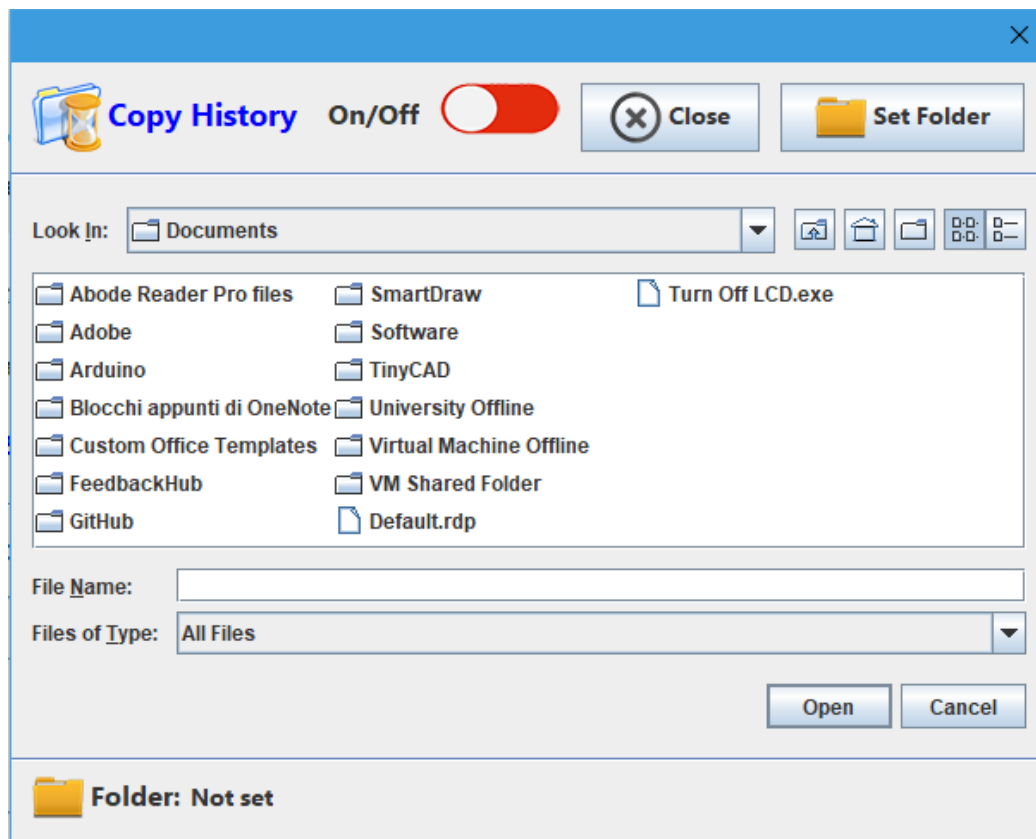 Copy History On/Off Close Set Folder
Look In: Documents
Abode Reader Pro files SmartDraw Turn Off LCD.exe
Adobe Software
Arduino TinyCAD
Blocchi appunti di OneNote University Offline
Custom Office Templates Virtual Machine Offline
FeedbackHub VM Shared Folder
GitHub Default.rdp
File Name:
Files of Type: All Files
Open Cancel
Folder: Not set